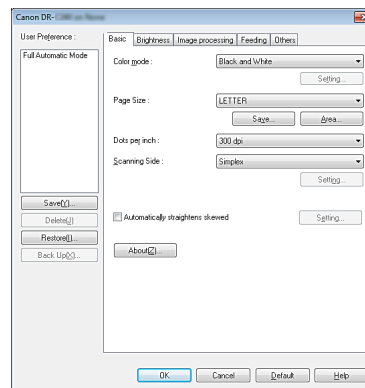 Canon DR-
User Preference :
Full Automatic Mode
Save(Y)...
Delete(J)
Restore(I)...
Back Up(X)...
Basic Brightness Image processing Feeding Others
Color mode : Black and White
Setting...
Page Size : LETTER
Save... Area...
Dots per inch : 300 dpi
Scanning Side : Simplex
Setting...
Automatically straightens skewed Setting...
About(Z)...
OK Cancel Default Help